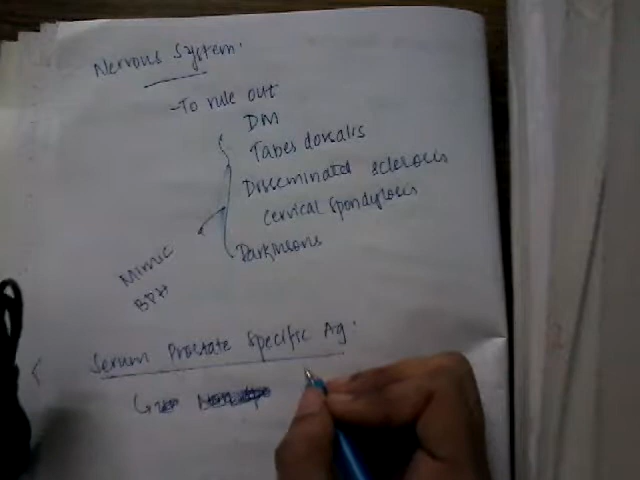 Nervous System:
- To rule out
DM
Tabes dorsalis
Disseminated sclerosis
cervical spondylosis
Parkinsons
Mimic
BPH
Serum Prostate Specific Ag: